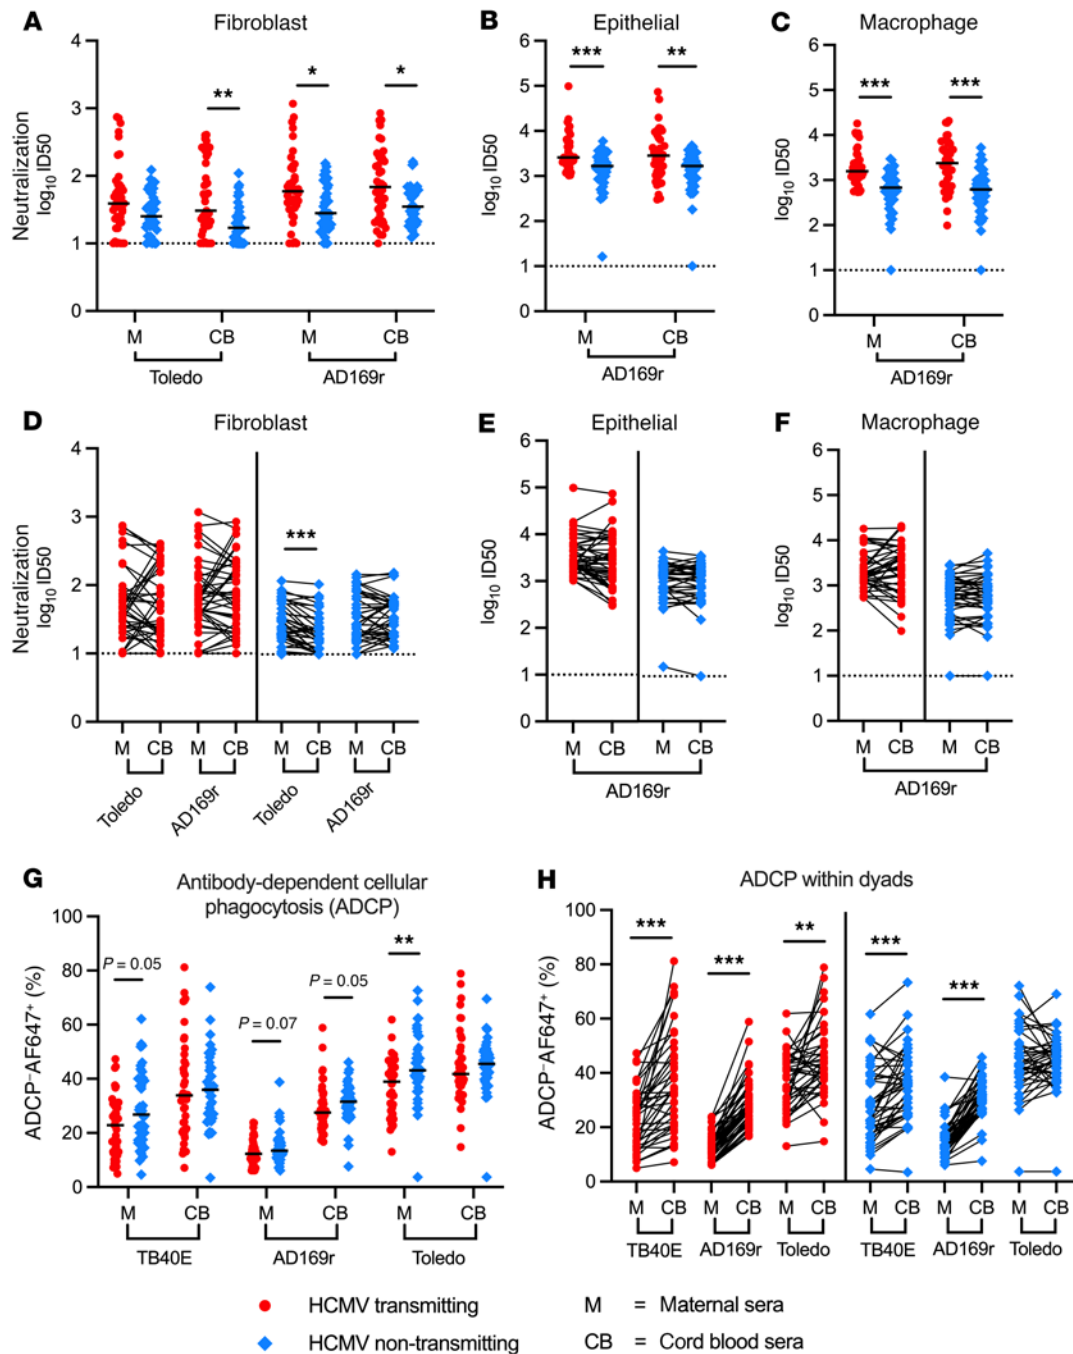 A Fibroblast
B Epithelial
C Macrophage
Neutralization
log10 ID50
4
3
2
1
0
** * *
M CB M CB
Toledo AD169r
log10 ID50
6
5
4
3
2
1
0
*** **
M CB
AD169r
log10 ID50
6
5
4
3
2
1
0
*** ***
M CB
AD169r
D Fibroblast
E Epithelial
F Macrophage
Neutralization
log10 ID50
4
3
2
1
0
***
M CB M CB M CB M CB
Toledo AD169r Toledo AD169r
log10 ID50
6
5
4
3
2
1
0
M CB M CB
AD169r
log10 ID50
6
5
4
3
2
1
0
M CB M CB
AD169r
G Antibody-dependent cellular
phagocytosis (ADCP)
ADCP-AF647+ (%)
100
80
60
40
20
0
P = 0.05
P = 0.07
P = 0.05
**
M CB M CB M CB
TB40E AD169r Toledo
H ADCP within dyads
ADCP-AF647+ (%)
100
80
60
40
20
0
*** *** ** *** ***
M CB M CB M CB M CB M CB M CB
TB40E AD169r Toledo TB40E AD169r Toledo
HCMV transmitting
HCMV non-transmitting
M = Maternal sera
CB = Cord blood sera